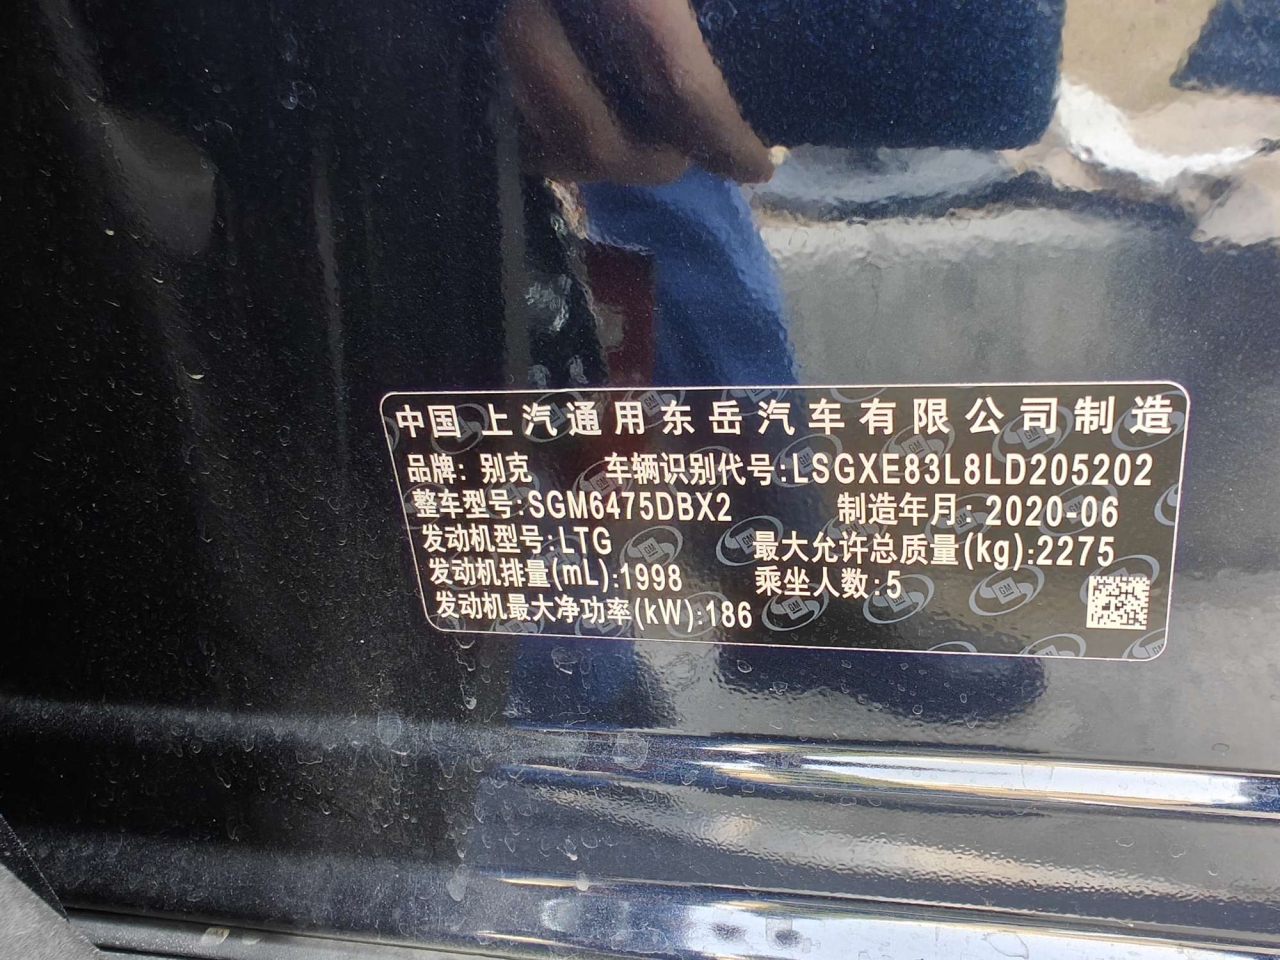 中国上汽通用东岳汽车有限公司制造
品牌: 别克 车辆识别代号:LSGXE83L8LD205202
整车型号:SGM6475DBX2 制造年月: 2020-06
发动机型号:LTG 最大允许总质量(kg):2275
发动机排量(mL):1998 乘坐人数:5
发动机最大净功率(kW):186